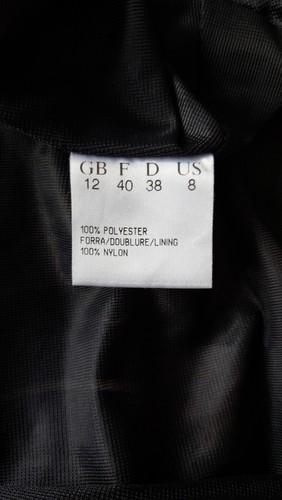 GB F D US
12 40 38 8
100% POLYESTER
FORRA/DOUBLURE/LINING
100% NYLON